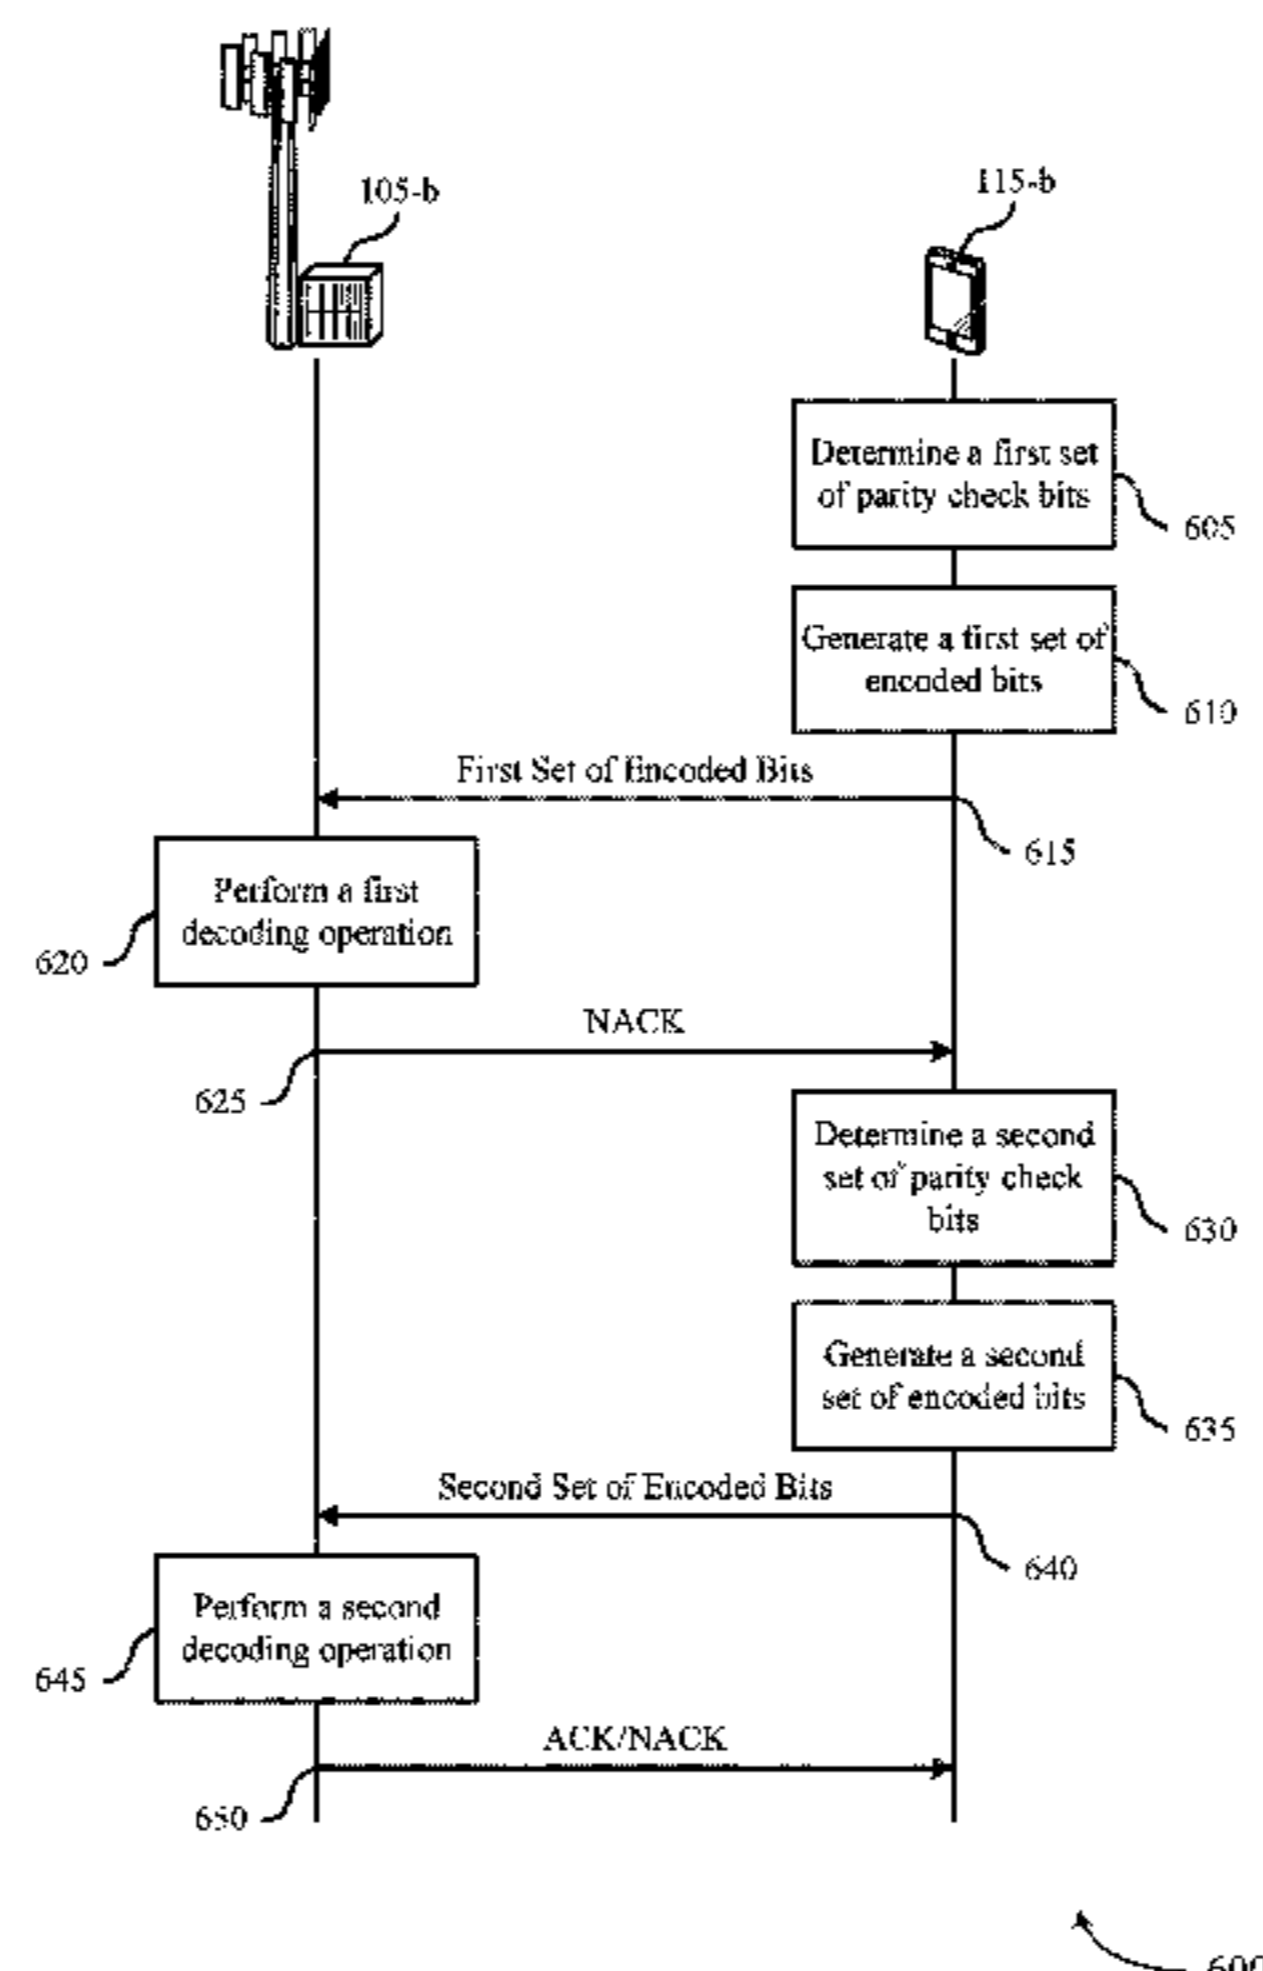 105-b
115-b
Determine a first set
of parity check bits
605
Generate a first set of
encoded bits
610
First Set of Encoded Bits
615
Perform a first
decoding operation
620
NACK
625
Determine a second
set of parity check
bits
630
Generate a second
set of encoded bits
635
Second Set of Encoded Bits
640
Perform a second
decoding operation
645
ACK/NACK
650
600